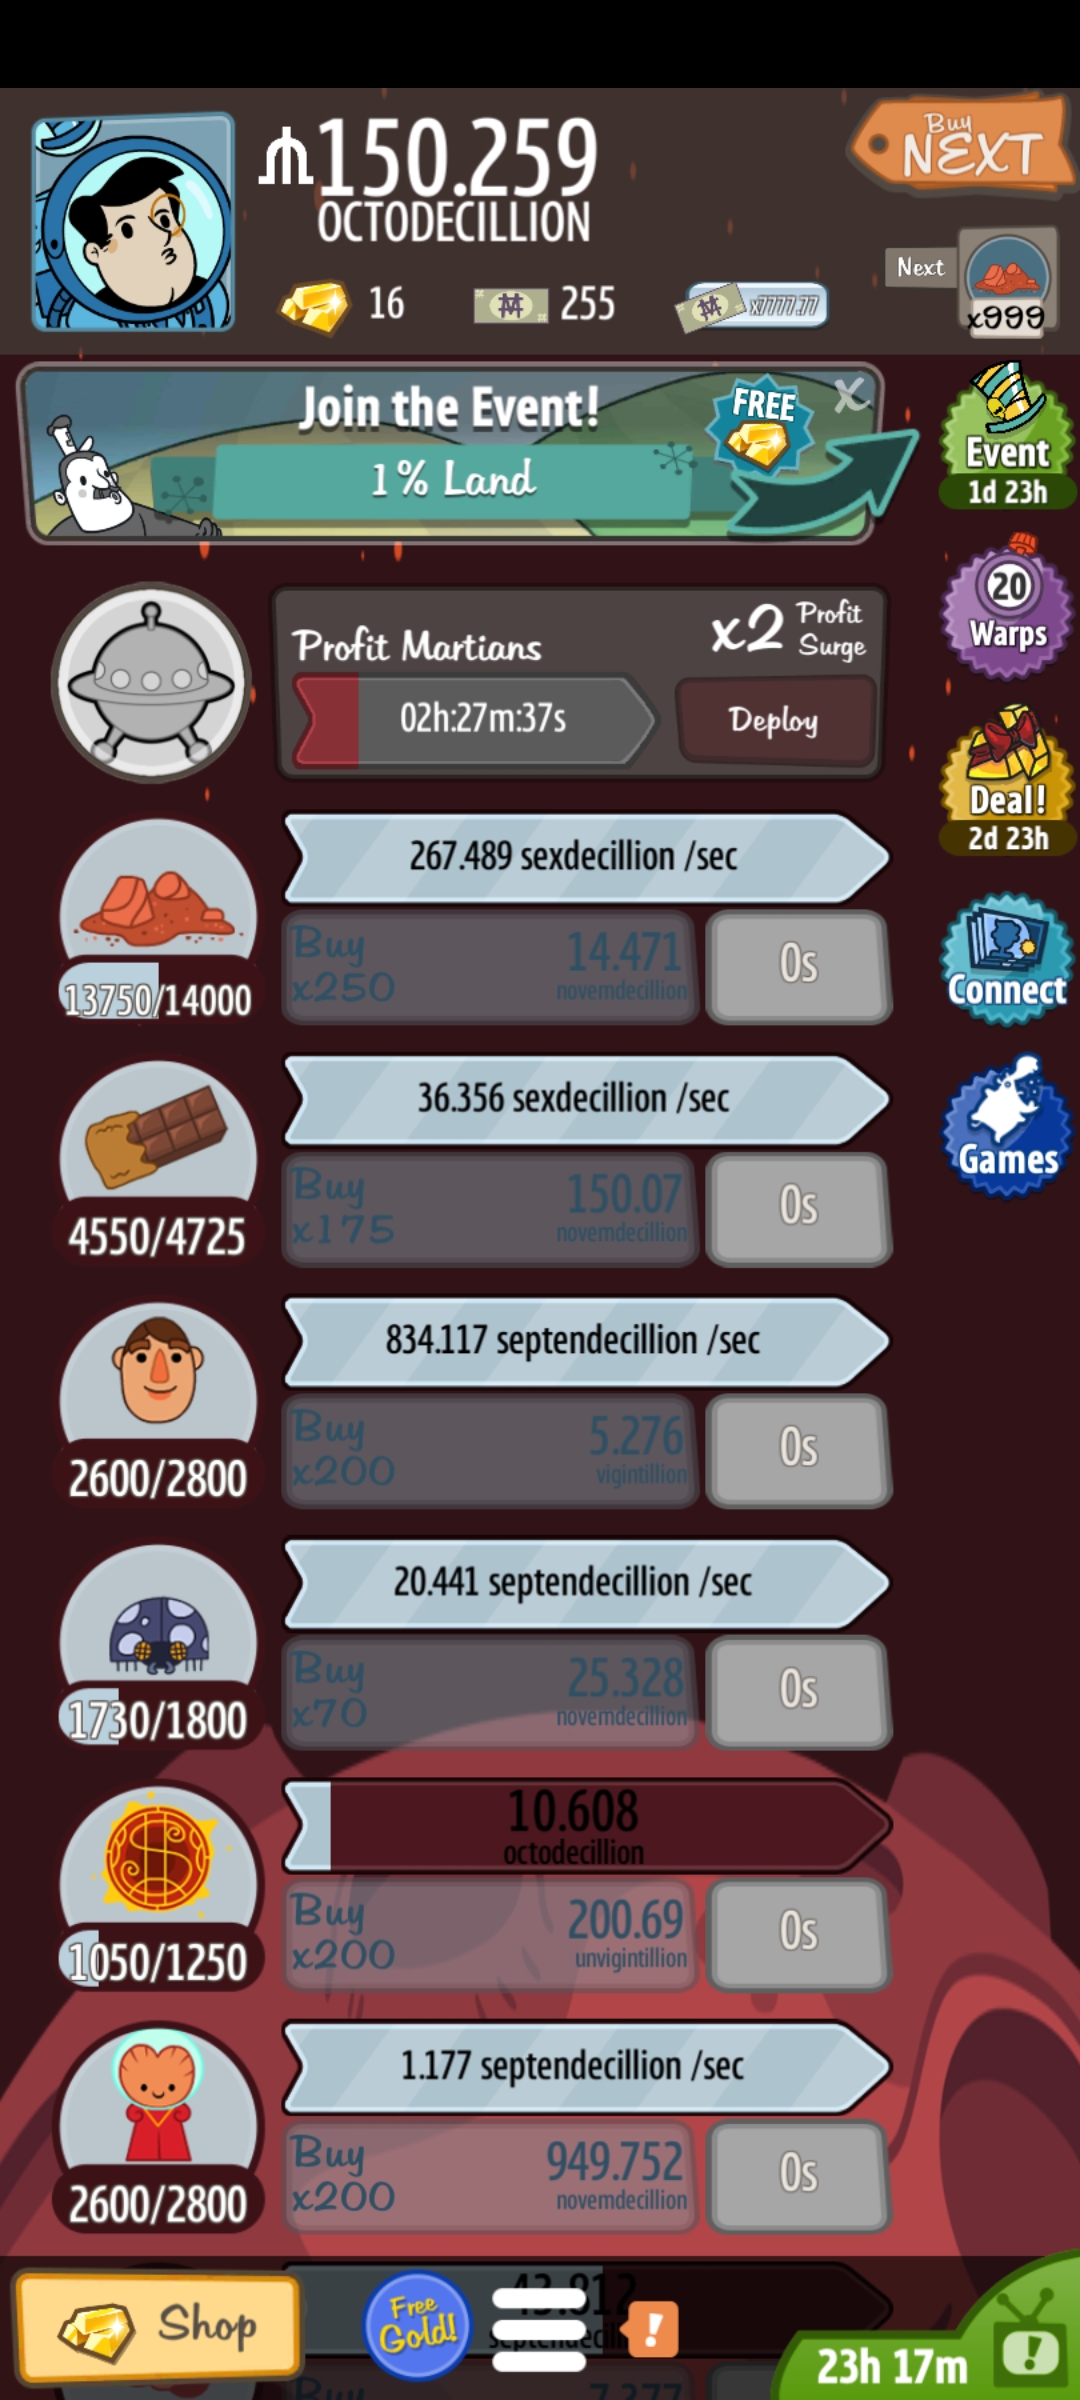 150.259
OCTODECILLION
Buy
NEXT
16
255
x7777.77
Next
x999
Join the Event!
1% Land
FREE
X
Event
1d 23h
20
Warps
Profit Martians
x2 Profit
Surge
02h:27m:37s
Deploy
Deal!
2d 23h
267.489 sexdecillion /sec
13750/14000
Buy
x250
14.471
novemdecillion
0s
Connect
36.356 sexdecillion /sec
4550/4725
Buy
x175
150.07
novemdecillion
0s
Games
834.117 septendecillion /sec
2600/2800
Buy
x200
5.276
vigintillion
0s
20.441 septendecillion /sec
1730/1800
Buy
x70
25.328
novemdecillion
0s
10.608
octodecillion
1050/1250
Buy
x200
200.69
unvigintillion
0s
1.177 septendecillion /sec
2600/2800
Buy
x200
949.752
novemdecillion
0s
Shop
Free
Gold!
43.812
!
23h 17m
!
Buy
7.377